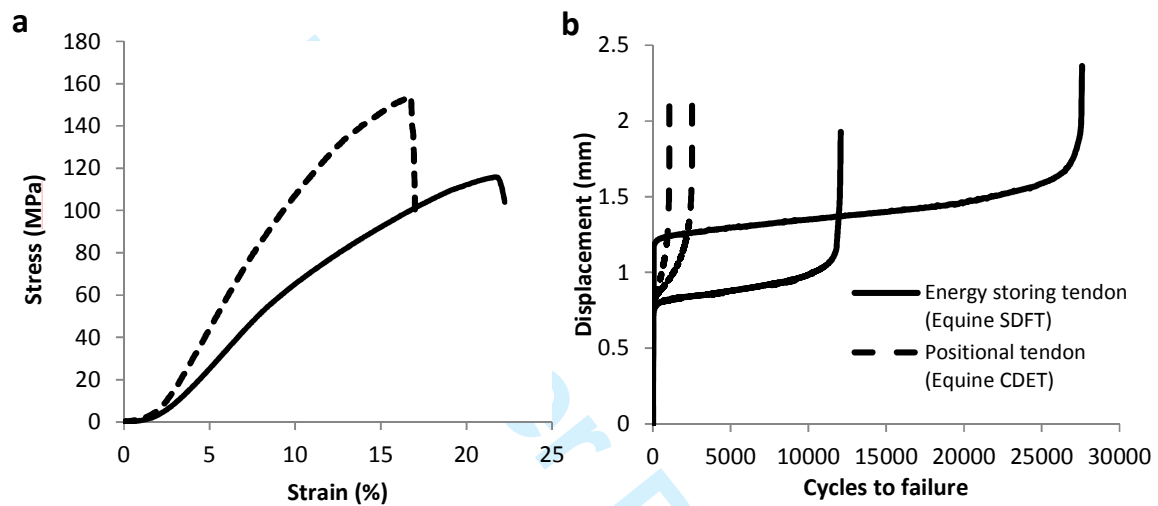 a
180
160
140
120
100
80
60
40
20
0
Stress (MPa)
0 5 10 15 20 25
Strain (%)
b
2.5
2
1.5
1
0.5
0
Displacement (mm)
Energy storing tendon
(Equine SDFT)
Positional tendon
(Equine CDET)
0 5000 10000 15000 20000 25000 30000
Cycles to failure